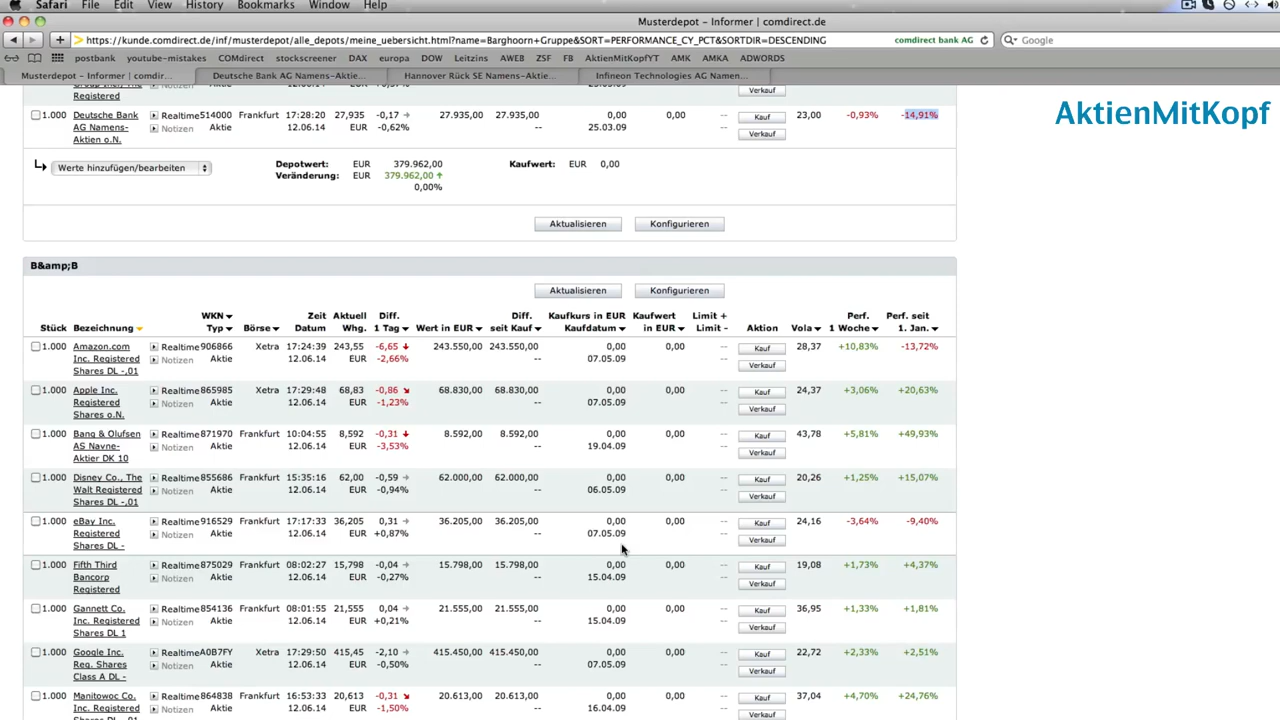 Safari File Edit View History Bookmarks Window Help
Musterdepot – Informer | comdirect.de
https://kunde.comdirect.de/inf/musterdepot/alle_depots/meine_uebersicht.html?name=Barghoorn+Gruppe&SORT=PERFORMANCE_CY_PCT&SORTDIR=DESCENDING comdirect bank AG Google
postbank youtube-mistakes COMdirect stockscreener DAX europa DOW Leitzins AWEB ZSF FB AktienMitKopfYT AMK AMKA ADWORDS
Musterdepot – Informer | comdir... Deutsche Bank AG Namens-Aktie... Hannover Rück SE Namens-Aktie... Infineon Technologies AG Namen...
AktienMitKopf
Registered Notizen Verkauf
1.000 Deutsche Bank Realtime 514000 Frankfurt 17:28:20 27,935 -0,17 27.935,00 27.935,00 0,00 0,00 -- Kauf 23,00 -0,93% -14,91%
AG Namens- Notizen Aktie 12.06.14 EUR -0,62% -- 25.03.09 Verkauf
Aktien o.N.
Werte hinzufügen/bearbeiten Depotwert: EUR 379.962,00 Kaufwert: EUR 0,00
Veränderung: EUR 379.962,00
0,00%
Aktualisieren Konfigurieren
B&amp;B
Aktualisieren Konfigurieren
WKN Zeit Aktuell Diff. Diff. Kaufkurs in EUR Kaufwert Limit + Perf. Perf. seit
Stück Bezeichnung Typ Börse Datum Whg. 1 Tag Wert in EUR seit Kauf Kaufdatum in EUR Limit - Aktion Vola 1 Woche 1. Jan.
1.000 Amazon.com Realtime 906866 Xetra 17:24:39 243,55 -6,65 243.550,00 243.550,00 0,00 0,00 -- Kauf 28,37 +10,83% -13,72%
Inc. Registered Notizen Aktie 12.06.14 EUR -2,66% -- 07.05.09 -- Verkauf
Shares DL -,01
1.000 Apple Inc. Realtime 865985 Xetra 17:29:48 68,83 -0,86 68.830,00 68.830,00 0,00 0,00 -- Kauf 24,37 +3,06% +20,63%
Registered Notizen Aktie 12.06.14 EUR -1,23% -- 07.05.09 -- Verkauf
Shares o.N.
1.000 Bang & Olufsen Realtime 871970 Frankfurt 10:04:55 8,592 -0,31 8.592,00 8.592,00 0,00 0,00 -- Kauf 43,78 +5,81% +49,93%
AS Navne- Notizen Aktie 12.06.14 EUR -3,53% -- 19.04.09 -- Verkauf
Aktier DK 10
1.000 Disney Co., The Realtime 855686 Frankfurt 15:35:16 62,00 -0,59 62.000,00 62.000,00 0,00 0,00 -- Kauf 20,26 +1,25% +15,07%
Walt Registered Notizen Aktie 12.06.14 EUR -0,94% -- 06.05.09 -- Verkauf
Shares DL -,01
1.000 eBay Inc. Realtime 916529 Frankfurt 17:17:33 36,205 0,31 36.205,00 36.205,00 0,00 0,00 -- Kauf 24,16 -3,64% -9,40%
Registered Notizen Aktie 12.06.14 EUR +0,87% -- 07.05.09 -- Verkauf
Shares DL -
1.000 Fifth Third Realtime 875029 Frankfurt 08:02:27 15,798 -0,04 15.798,00 15.798,00 0,00 0,00 -- Kauf 19,08 +1,73% +4,37%
Bancorp Notizen Aktie 12.06.14 EUR -0,27% -- 15.04.09 -- Verkauf
Registered
1.000 Gannett Co. Realtime 854136 Frankfurt 08:01:55 21,555 0,04 21.555,00 21.555,00 0,00 0,00 -- Kauf 36,95 +1,33% +1,81%
Inc. Registered Notizen Aktie 12.06.14 EUR +0,21% -- 15.04.09 -- Verkauf
Shares DL 1
1.000 Google Inc. Realtime A0B7FY Xetra 17:29:50 415,45 -2,10 415.450,00 415.450,00 0,00 0,00 -- Kauf 22,72 +2,33% +2,51%
Reg. Shares Notizen Aktie 12.06.14 EUR -0,50% -- 07.05.09 -- Verkauf
Class A DL -
1.000 Manitowoc Co. Realtime 864838 Frankfurt 16:53:33 20,613 -0,31 20.613,00 20.613,00 0,00 0,00 -- Kauf 37,04 +4,70% +24,76%
Inc. Registered Notizen Aktie 12.06.14 EUR -1,50% -- 16.04.09 -- Verkauf